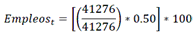 Empleos_t = [((41276/41276) * 0.50] * 100